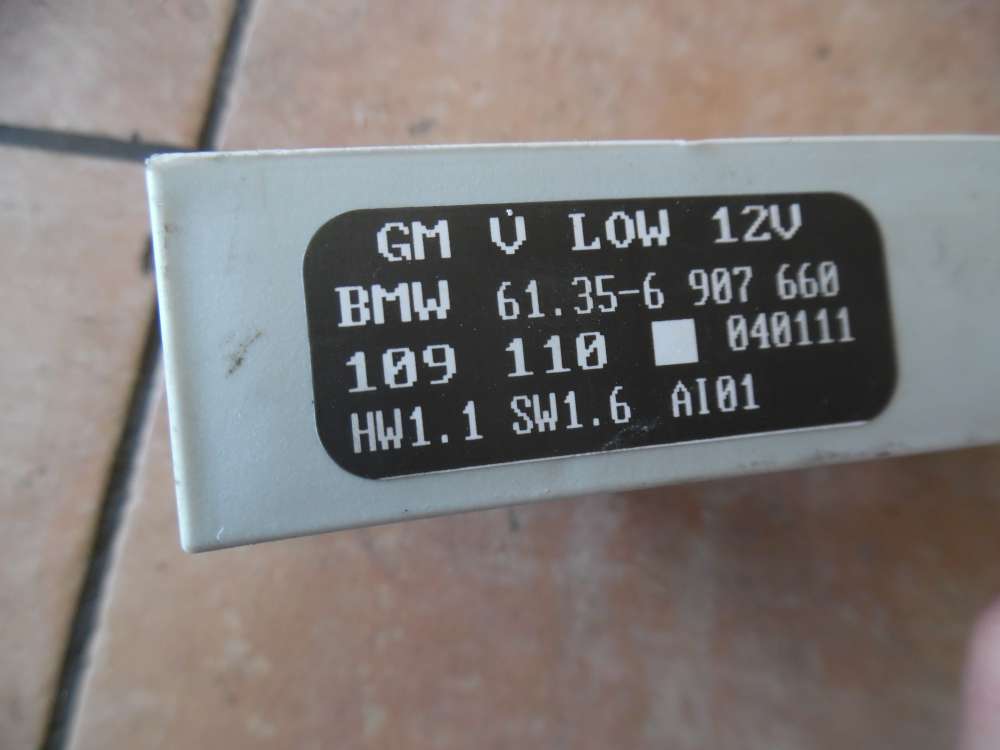 GM V̇ LOW 12V
BMW 61.35-6 907 660
109 110 040111
HW1.1 SW1.6 AI01